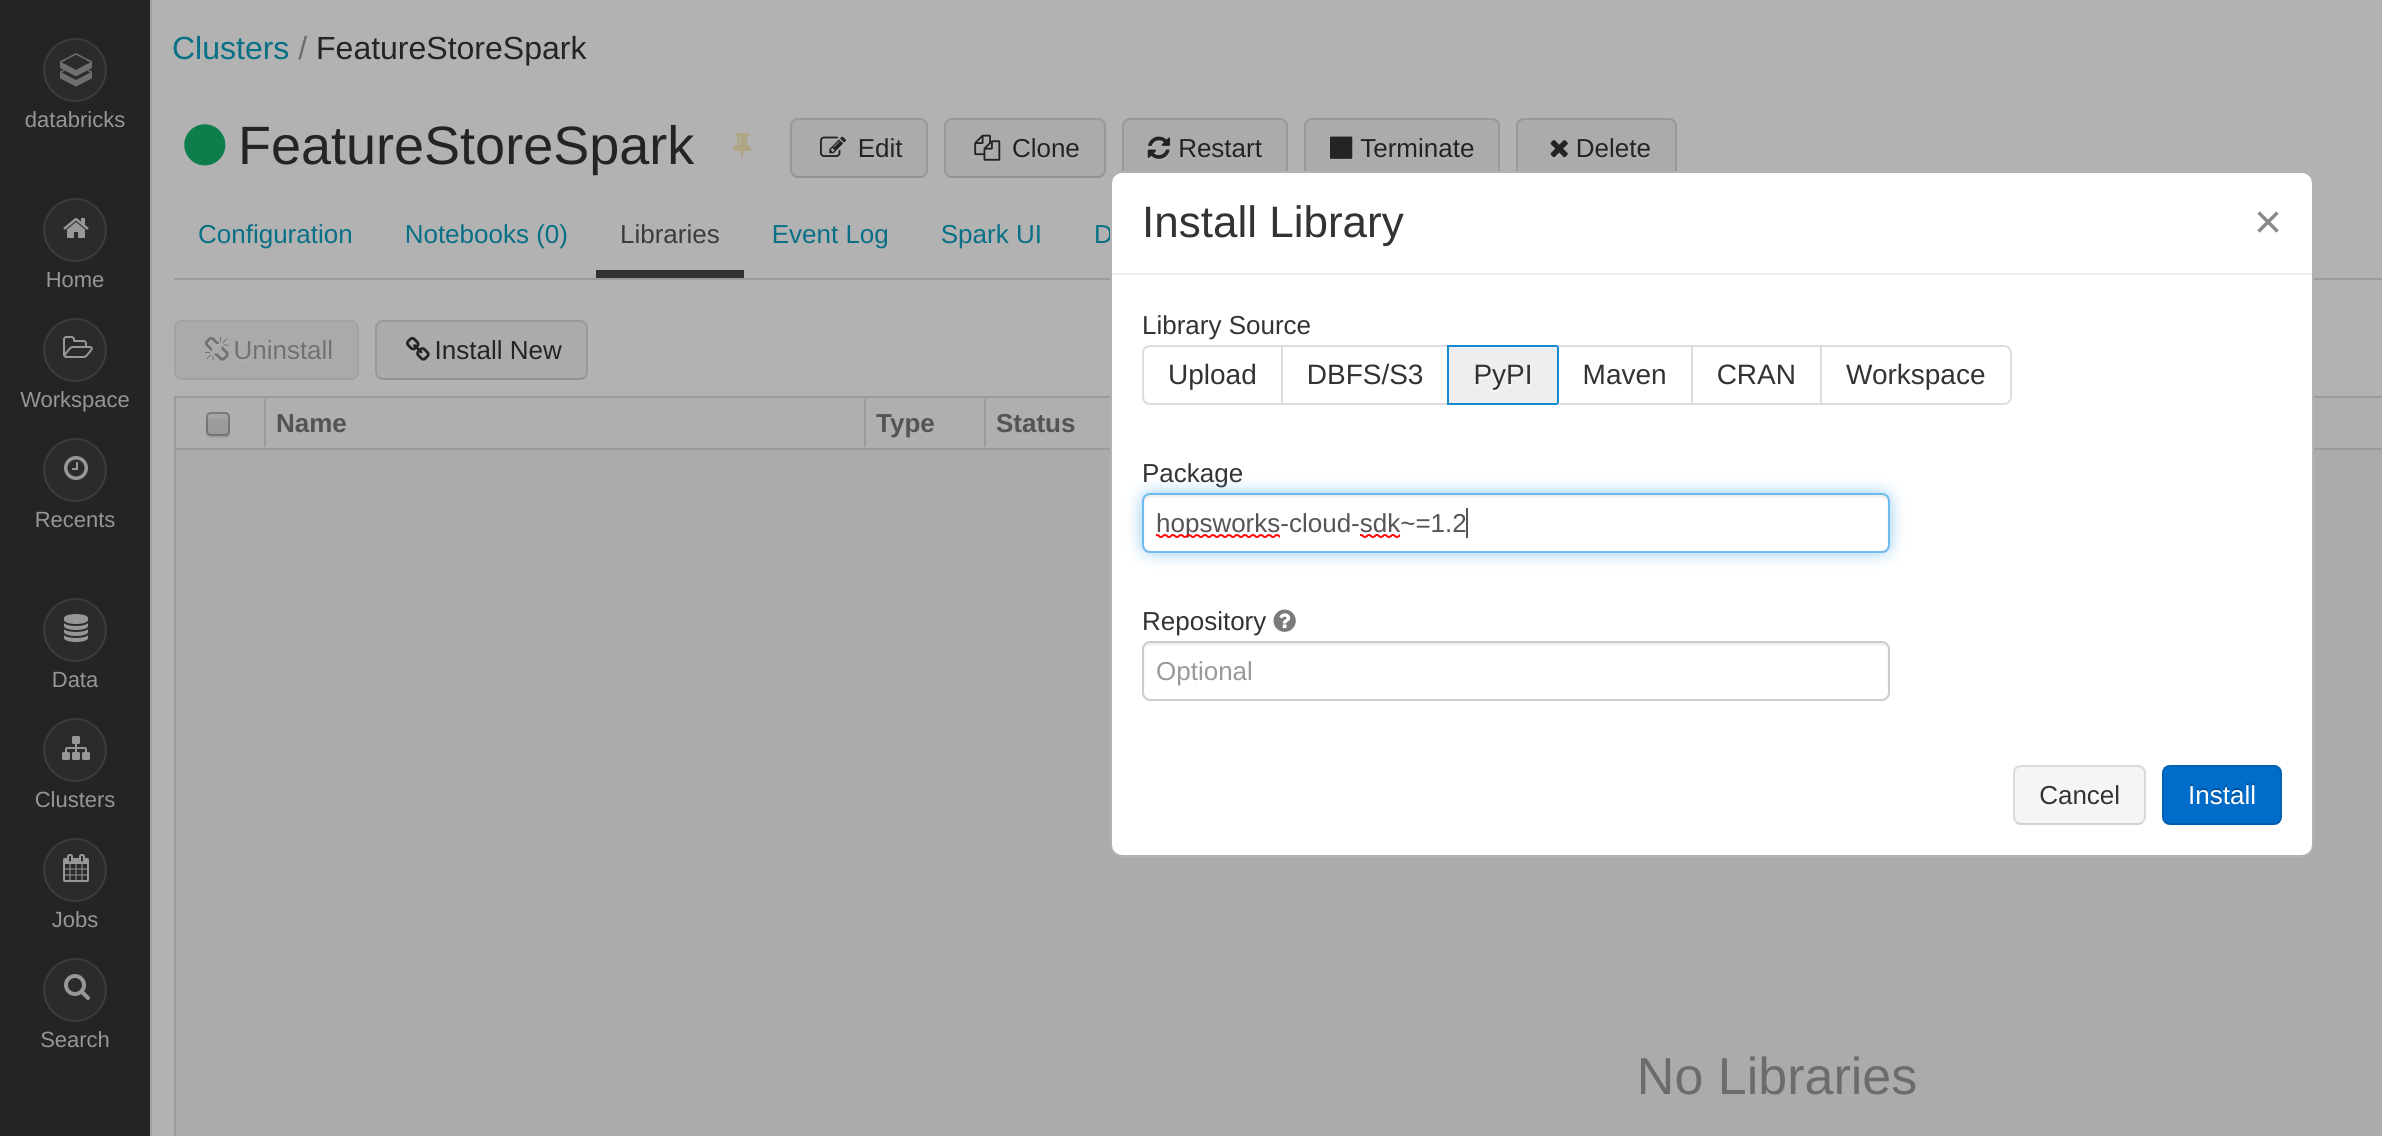 databricks
Home
Workspace
Recents
Data
Clusters
Jobs
Search
Clusters / FeatureStoreSpark
FeatureStoreSpark
Edit
Clone
Restart
Terminate
Delete
Configuration
Notebooks (0)
Libraries
Event Log
Spark UI
D
Uninstall
Install New
Name
Type
Status
No Libraries
Install Library
Library Source
Upload
DBFS/S3
PyPI
Maven
CRAN
Workspace
Package
hopsworks-cloud-sdk~=1.2
Repository
Optional
Cancel
Install